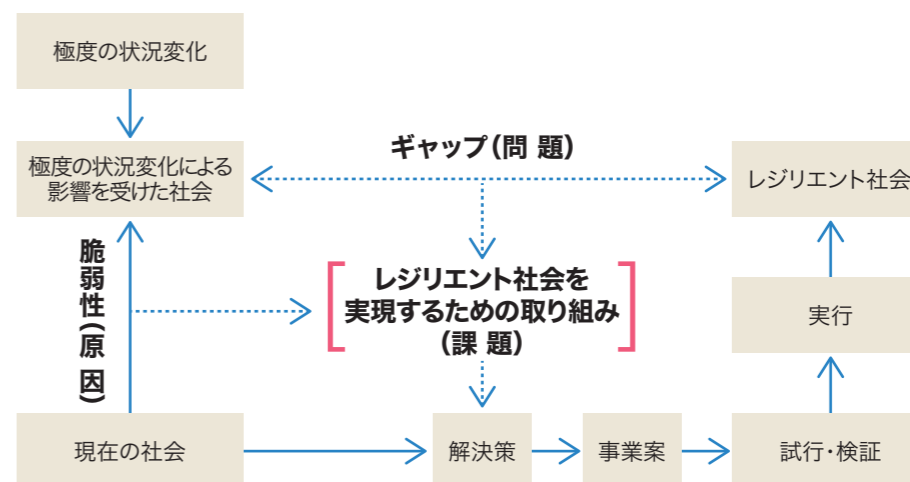 極度の状況変化
ギャップ(問 題)
極度の状況変化による
影響を受けた社会
レジリエント社会
脆弱性(原 因)
レジリエント社会を
実現するための取り組み
(課 題)
実行
現在の社会
解決策
事業案
試行・検証